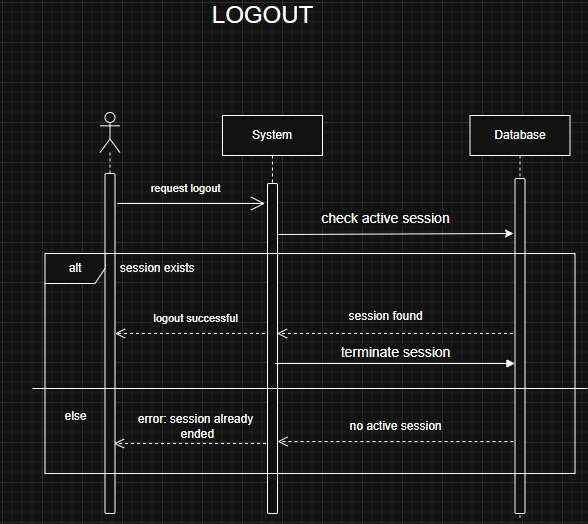 LOGOUT
System
Database
request logout
check active session
alt
session exists
logout successful
session found
terminate session
else
error: session already
ended
no active session